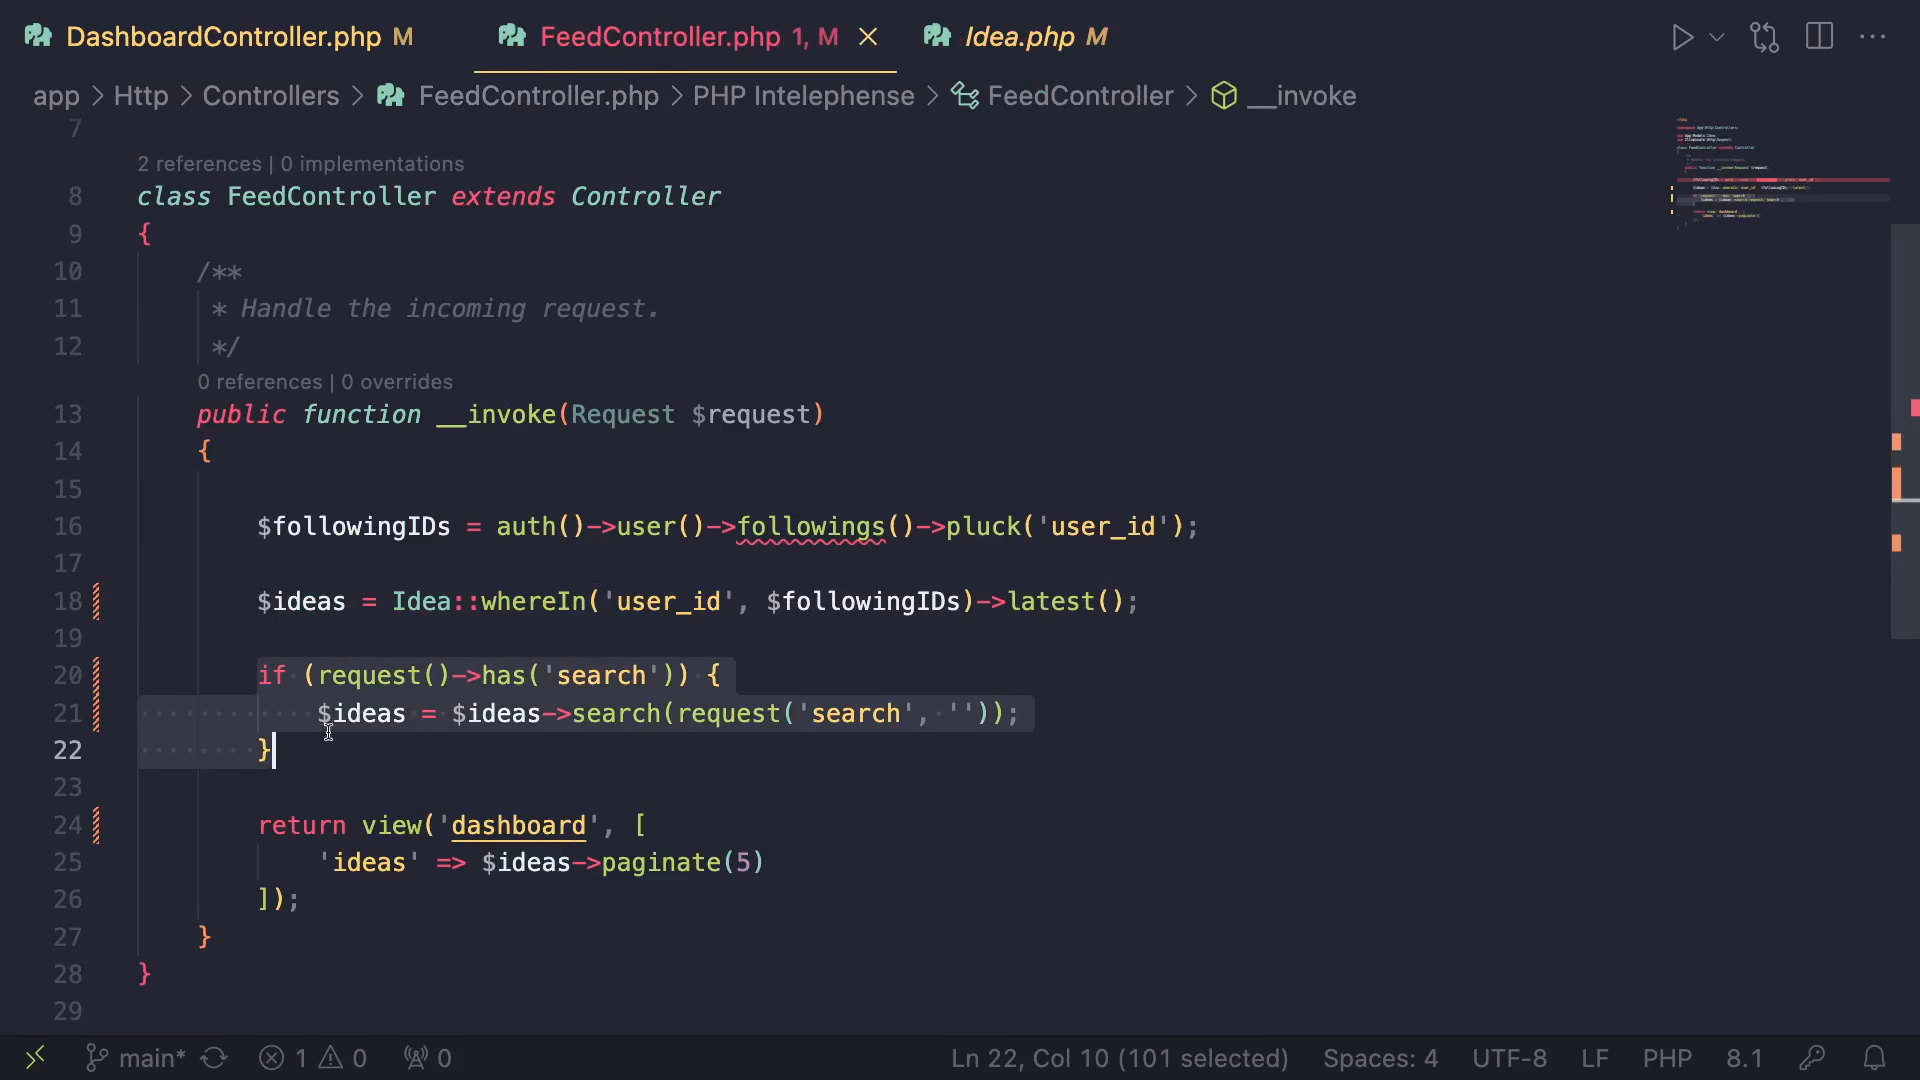 DashboardController.php M FeedController.php 1, M Idea.php M
app > Http > Controllers > FeedController.php > PHP Intelephense > FeedController > __invoke
7
2 references | 0 implementations
8 class FeedController extends Controller
9 {
10 /**
11 * Handle the incoming request.
12 */
0 references | 0 overrides
13 public function __invoke(Request $request)
14 {
15
16 $followingIDs = auth()->user()->followings()->pluck('user_id');
17
18 $ideas = Idea::whereIn('user_id', $followingIDs)->latest();
19
20 if (request()->has('search')) {
21 $ideas = $ideas->search(request('search', ''));
22 }
23
24 return view('dashboard', [
25 'ideas' => $ideas->paginate(5)
26 ]);
27 }
28 }
29
main* 1 0 0 Ln 22, Col 10 (101 selected) Spaces: 4 UTF-8 LF PHP 8.1